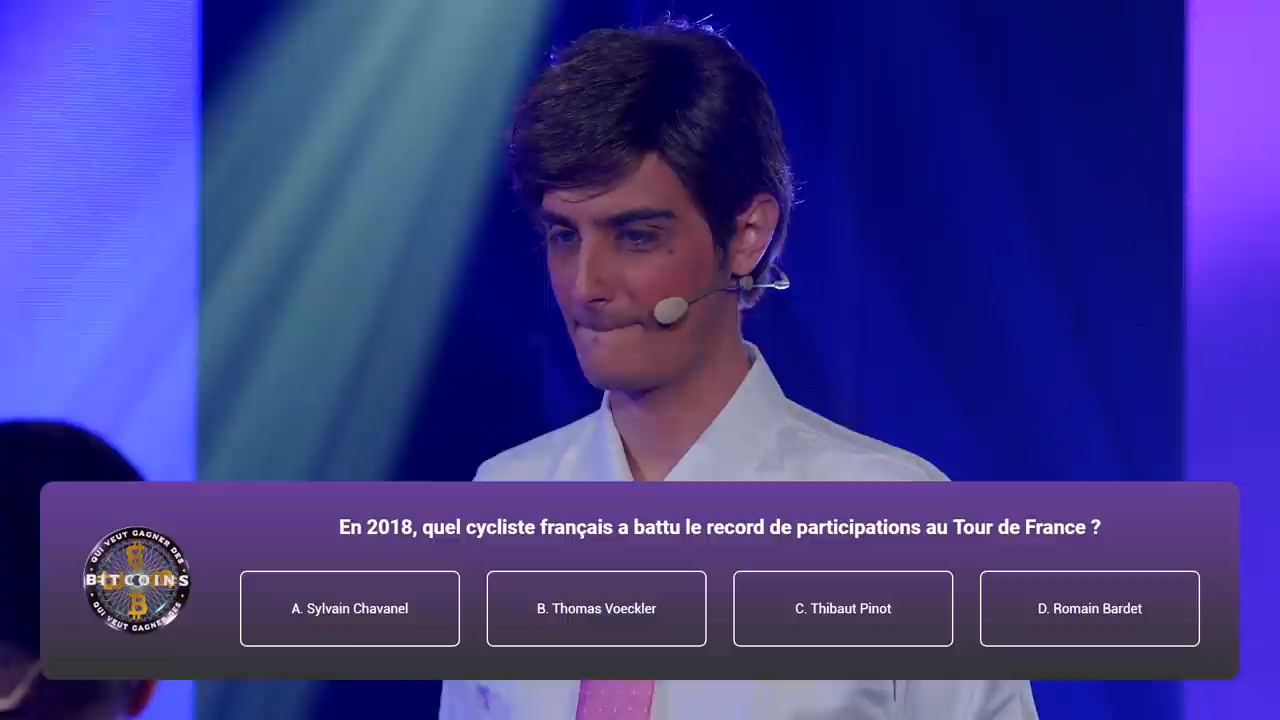 En 2018, quel cycliste français a battu le record de participations au Tour de France ?
QUI VEUT GAGNER DES
BITCOINS
QUI VEUT GAGNER DES
A. Sylvain Chavanel
B. Thomas Voeckler
C. Thibaut Pinot
D. Romain Bardet